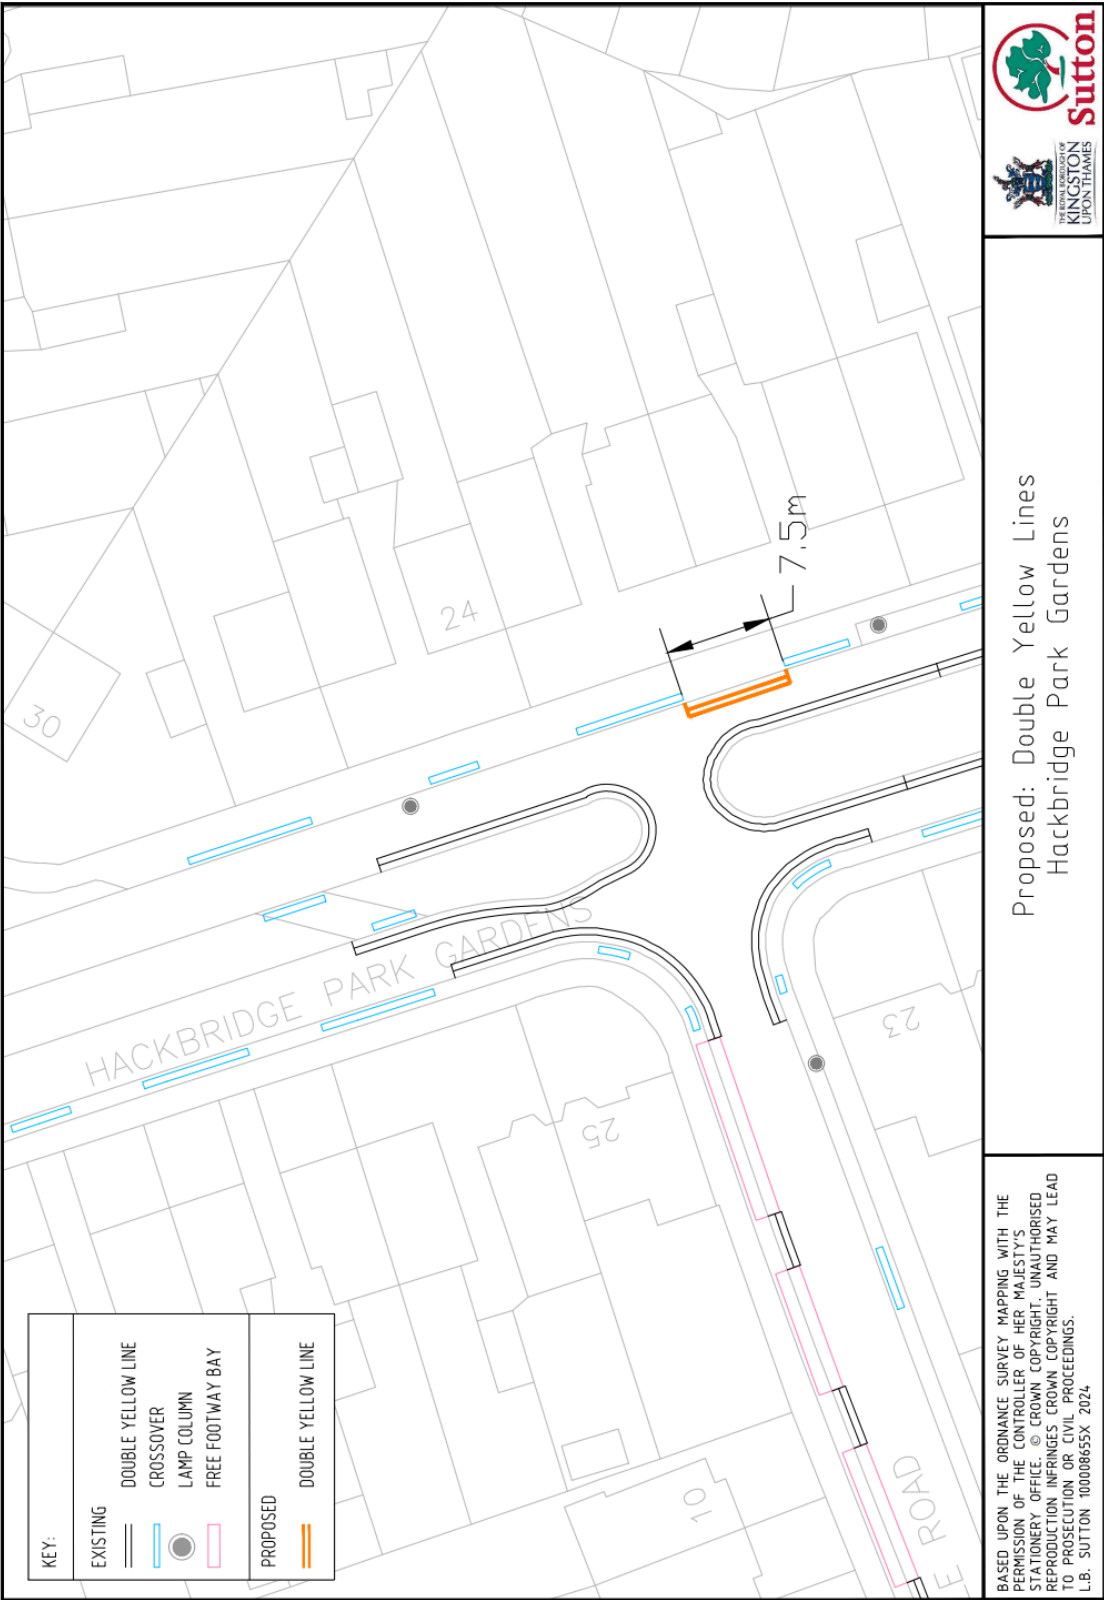 KEY:
EXISTING
DOUBLE YELLOW LINE
CROSSOVER
LAMP COLUMN
FREE FOOTWAY BAY
PROPOSED
DOUBLE YELLOW LINE
30
24
7.5m
HACKBRIDGE PARK GARDENS
25
23
10
E ROAD
BASED UPON THE ORDNANCE SURVEY MAPPING WITH THE
PERMISSION OF THE CONTROLLER OF HER MAJESTY'S
STATIONERY OFFICE. © CROWN COPYRIGHT. UNAUTHORISED
REPRODUCTION INFRINGES CROWN COPYRIGHT AND MAY LEAD
TO PROSECUTION OR CIVIL PROCEEDINGS.
L.B. SUTTON 100008655X 2024
Proposed: Double Yellow Lines
Hackbridge Park Gardens
THE ROYAL BOROUGH OF
KINGSTON
UPON THAMES
Sutton